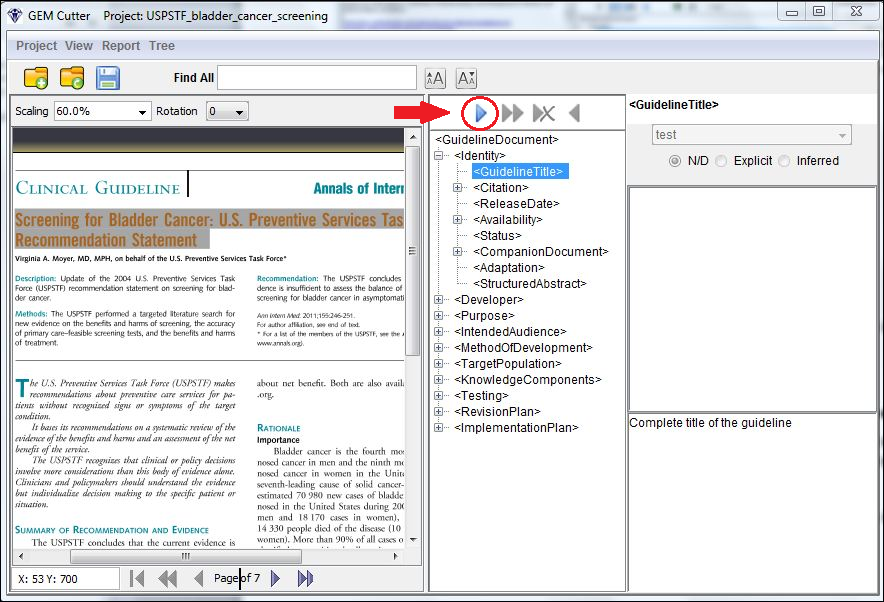 GEM Cutter   Project: USPSTF_bladder_cancer_screening
Project  View  Report  Tree
Find All  AA  AA
Scaling 60.0%  Rotation 0
CLINICAL GUIDELINE  Annals of Intern
Screening for Bladder Cancer: U.S. Preventive Services Tas
Recommendation Statement
Virginia A. Moyer, MD, MPH, on behalf of the U.S. Preventive Services Task Force*
Description: Update of the 2004 U.S. Preventive Services Task
Force (USPSTF) recommendation statement on screening for blad-
der cancer.
Methods: The USPSTF performed a targeted literature search for
new evidence on the benefits and harms of screening, the accuracy
of primary care–feasible screening tests, and the benefits and harms
of treatment.
Recommendation: The USPSTF concludes
dence is insufficient to assess the balance of
screening for bladder cancer in asymptomati
Ann Intern Med. 2011;155:246-251.
For author affiliation, see end of text.
* For a list of the members of the USPSTF, see the A
www.annals.org).
The U.S. Preventive Services Task Force (USPSTF) makes
recommendations about preventive care services for pa-
tients without recognized signs or symptoms of the target
condition.
It bases its recommendations on a systematic review of the
evidence of the benefits and harms and an assessment of the net
benefit of the service.
The USPSTF recognizes that clinical or policy decisions
involve more considerations than this body of evidence alone.
Clinicians and policymakers should understand the evidence
but individualize decision making to the specific patient or
situation.
SUMMARY OF RECOMMENDATION AND EVIDENCE
The USPSTF concludes that the current evidence is
about net benefit. Both are also availa
.org.
RATIONALE
Importance
Bladder cancer is the fourth mos
nosed cancer in men and the ninth mo
nosed cancer in women in the Unite
seventh-leading cause of solid cancer-
estimated 70 980 new cases of bladde
nosed in the United States during 200
men and 18 170 cases in women),
14 330 people died of the disease (10
women). More than 90% of all cases o
X: 53 Y: 700  Page of 7
<GuidelineDocument>
<Identity>
<GuidelineTitle>
<Citation>
<ReleaseDate>
<Availability>
<Status>
<CompanionDocument>
<Adaptation>
<StructuredAbstract>
<Developer>
<Purpose>
<IntendedAudience>
<MethodOfDevelopment>
<TargetPopulation>
<KnowledgeComponents>
<Testing>
<RevisionPlan>
<ImplementationPlan>
<GuidelineTitle>
test
N/D  Explicit  Inferred
Complete title of the guideline